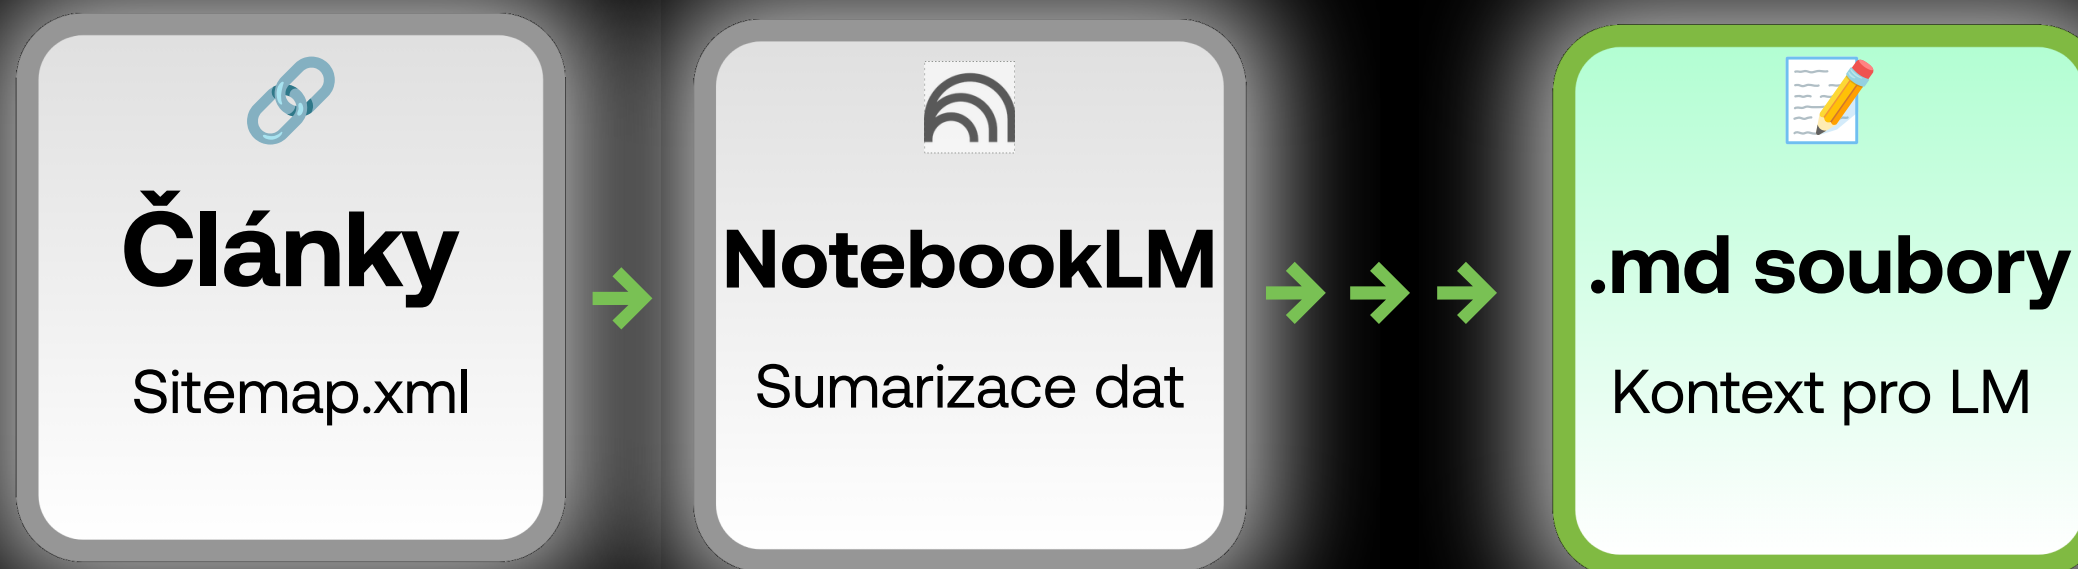 Články
Sitemap.xml
NotebookLM
Sumarizace dat
.md soubory
Kontext pro LM